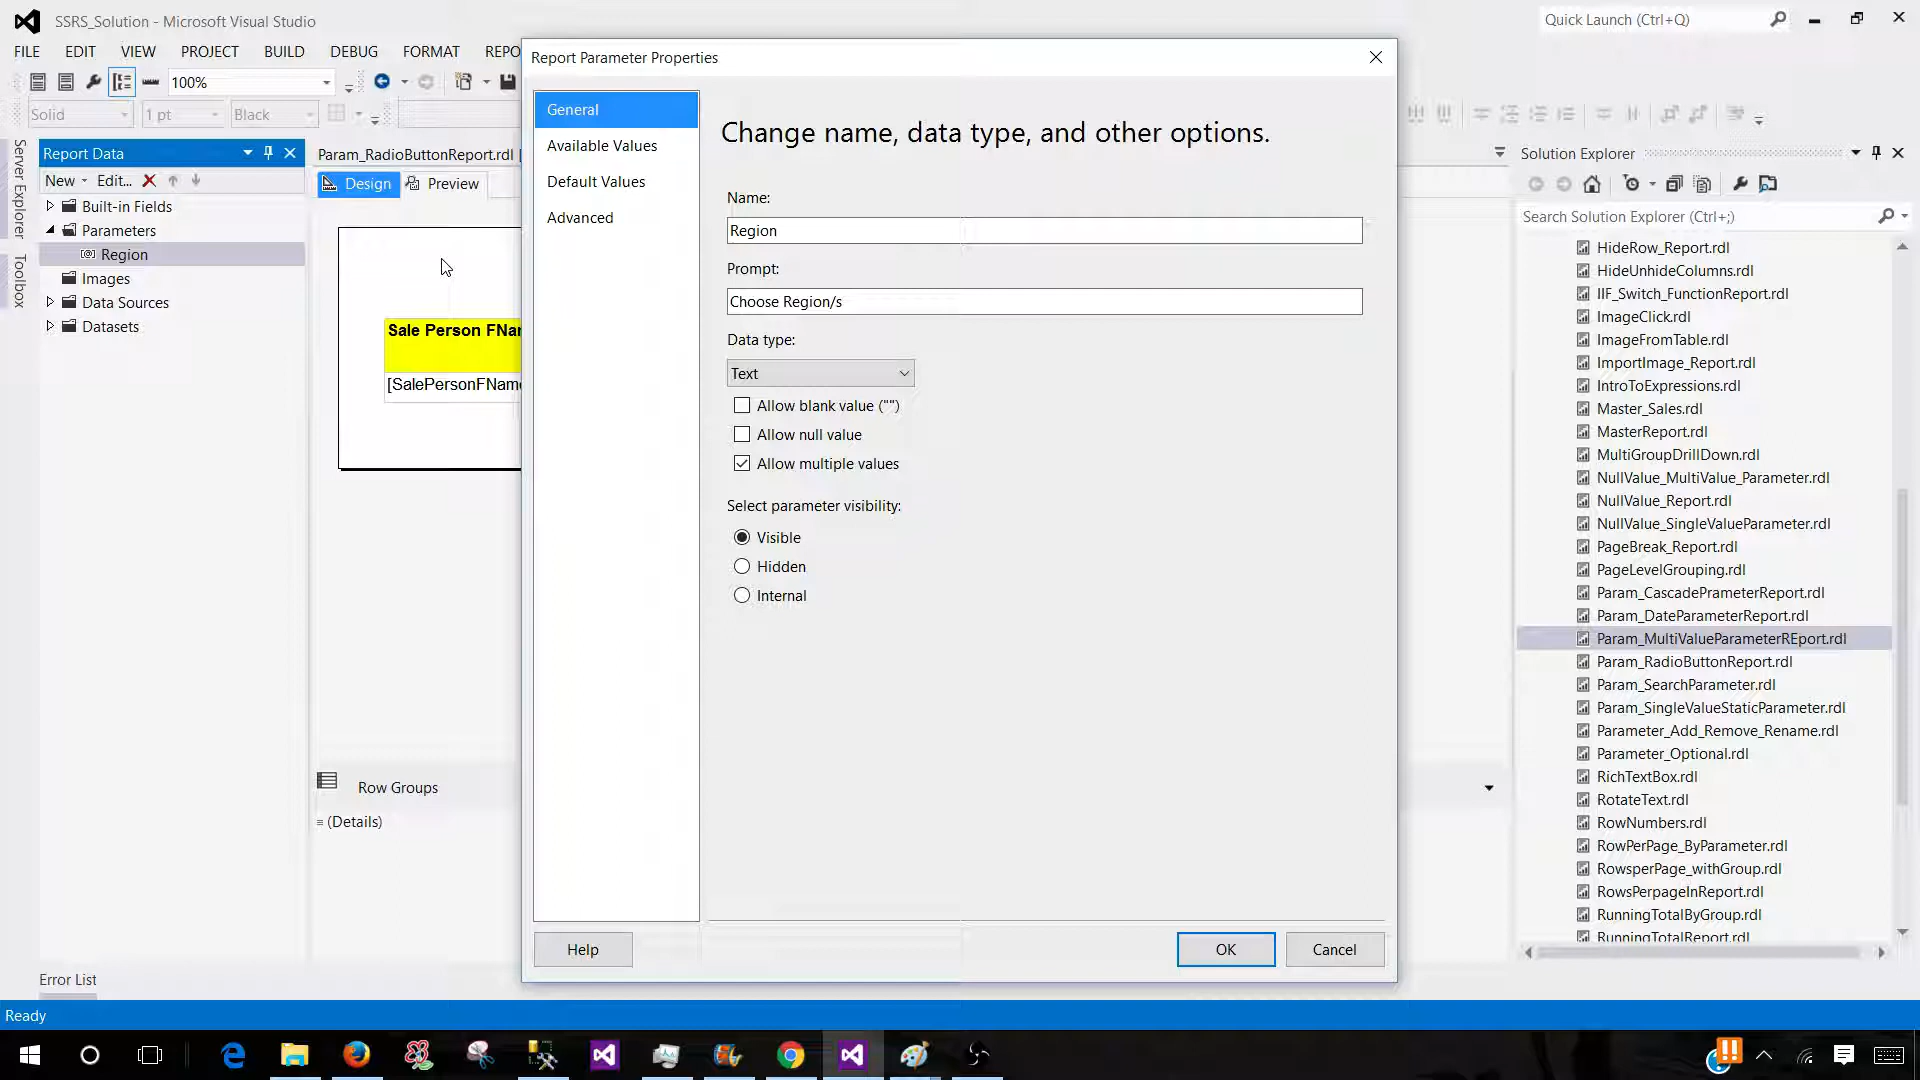 SSRS_Solution - Microsoft Visual Studio
Quick Launch (Ctrl+Q)
FILE EDIT VIEW PROJECT BUILD DEBUG FORMAT REPO
100%
Solid 1 pt Black
Report Data
New Edit...
Built-in Fields
Parameters
Region
Images
Data Sources
Datasets
Server Explorer
Toolbox
Param_RadioButtonReport.rdl [
Design Preview
Sale Person FNa
[SalePersonFName
Row Groups
(Details)
Report Parameter Properties
General
Available Values
Default Values
Advanced
Change name, data type, and other options.
Name:
Region
Prompt:
Choose Region/s
Data type:
Text
Allow blank value ("")
Allow null value
Allow multiple values
Select parameter visibility:
Visible
Hidden
Internal
Help
OK
Cancel
Solution Explorer
Search Solution Explorer (Ctrl+;)
HideRow_Report.rdl
HideUnhideColumns.rdl
IIF_Switch_FunctionReport.rdl
ImageClick.rdl
ImageFromTable.rdl
ImportImage_Report.rdl
IntroToExpressions.rdl
Master_Sales.rdl
MasterReport.rdl
MultiGroupDrillDown.rdl
NullValue_MultiValue_Parameter.rdl
NullValue_Report.rdl
NullValue_SingleValueParameter.rdl
PageBreak_Report.rdl
PageLevelGrouping.rdl
Param_CascadePrameterReport.rdl
Param_DateParameterReport.rdl
Param_MultiValueParameterREport.rdl
Param_RadioButtonReport.rdl
Param_SearchParameter.rdl
Param_SingleValueStaticParameter.rdl
Parameter_Add_Remove_Rename.rdl
Parameter_Optional.rdl
RichTextBox.rdl
RotateText.rdl
RowNumbers.rdl
RowPerPage_ByParameter.rdl
RowsperPage_withGroup.rdl
RowsPerpageInReport.rdl
RunningTotalByGroup.rdl
RunningTotalReport.rdl
Error List
Ready